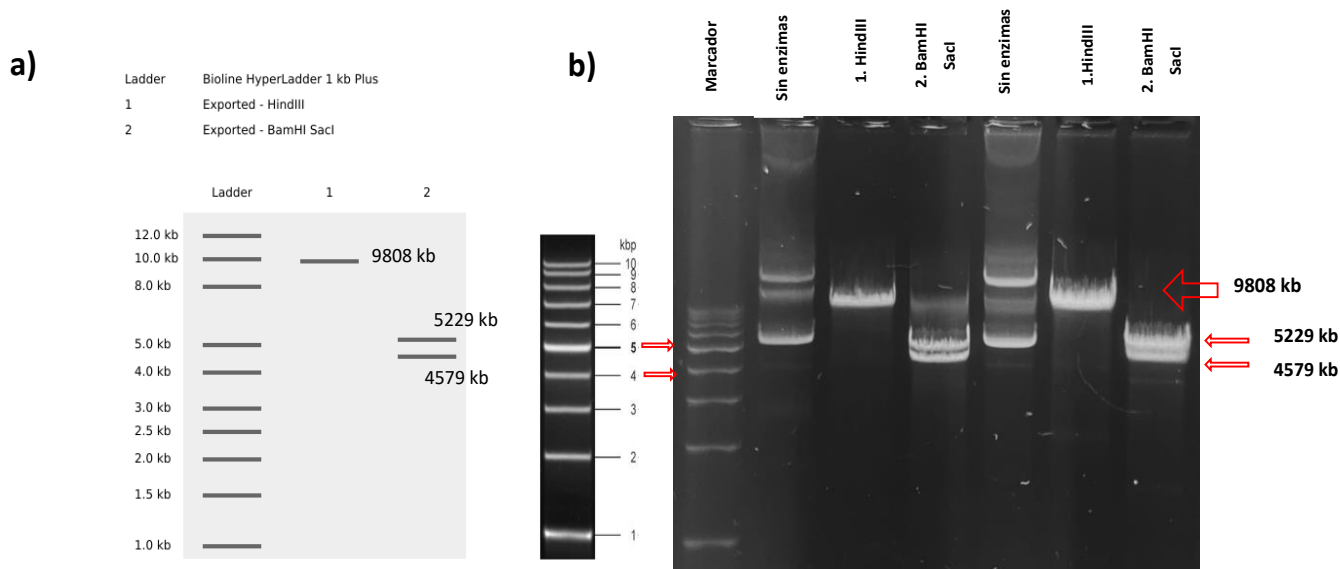 a)
Ladder Bioline HyperLadder 1 kb Plus
1 Exported - HindIII
2 Exported - BamHI SacI
Ladder 1 2
12.0 kb
10.0 kb
8.0 kb
5.0 kb
4.0 kb
3.0 kb
2.5 kb
2.0 kb
1.5 kb
1.0 kb
9808 kb
5229 kb
4579 kb
b)
Marcador
Sin enzimas
1. HindIII
2. BamHI
SacI
Sin enzimas
1.HindIII
2. BamHI
SacI
kbp
10
9
8
7
6
5
4
3
2
1
9808 kb
5229 kb
4579 kb